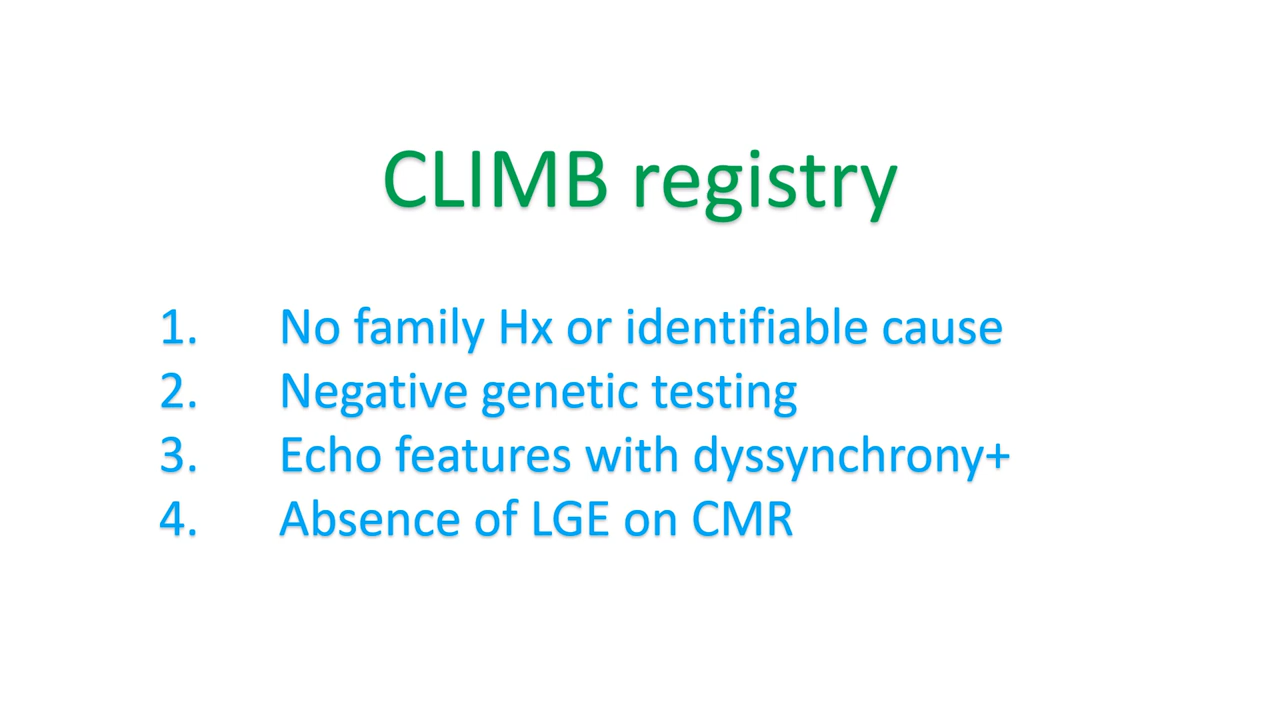 CLIMB registry
1. No family Hx or identifiable cause
2. Negative genetic testing
3. Echo features with dyssynchrony+
4. Absence of LGE on CMR